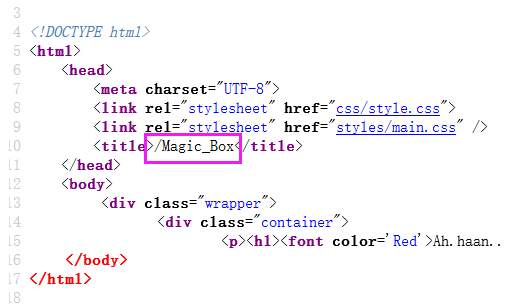 3
4 <!DOCTYPE html>
5 <html>
6 <head>
7 <meta charset="UTF-8">
8 <link rel="stylesheet" href="css/style.css">
9 <link rel="stylesheet" href="styles/main.css" />
10 <title>/Magic_Box</title>
11 </head>
12 <body>
13 <div class="wrapper">
14 <div class="container">
15 <p><h1><font color='Red'>Ah.haan..
16 </body>
17 </html>
18